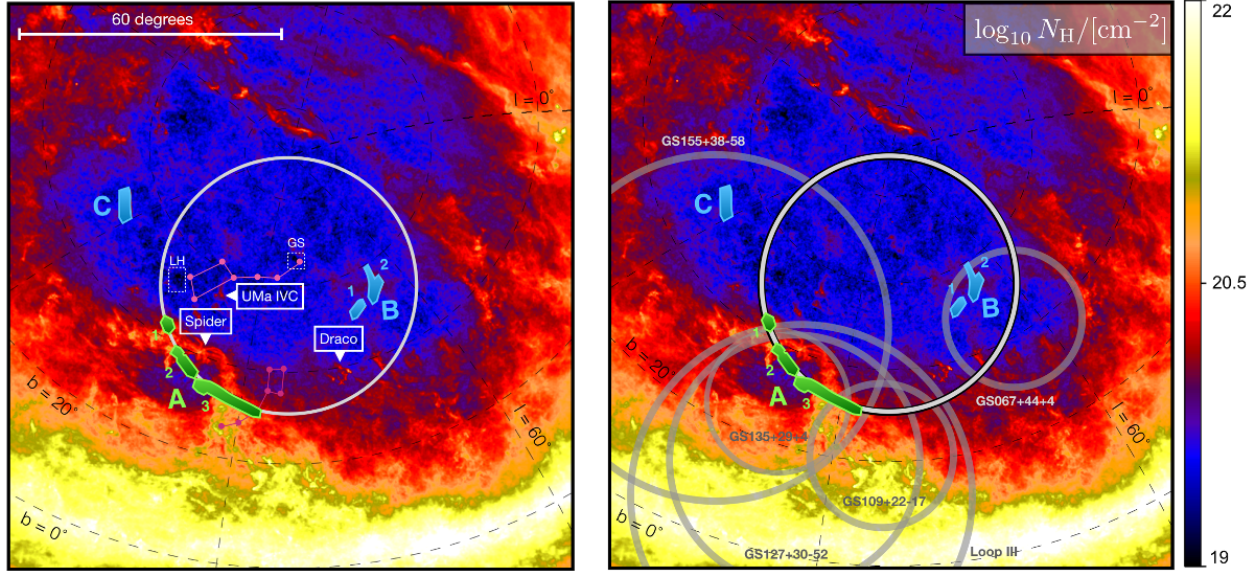 60 degrees
l = 0°
C
LH
GS
UMa IVC
2
1
B
Spider
Draco
1
2
A
3
b = 20°
l = 60°
b = 0°
log₁₀ N_H/[cm⁻²]
22
l = 0°
GS155+38-58
C
2
1
B
20.5
1
2
A
3
GS067+44+4
b = 20°
GS135+29+4
l = 60°
GS109+22-17
b = 0°
GS127+30-52
Loop III
19